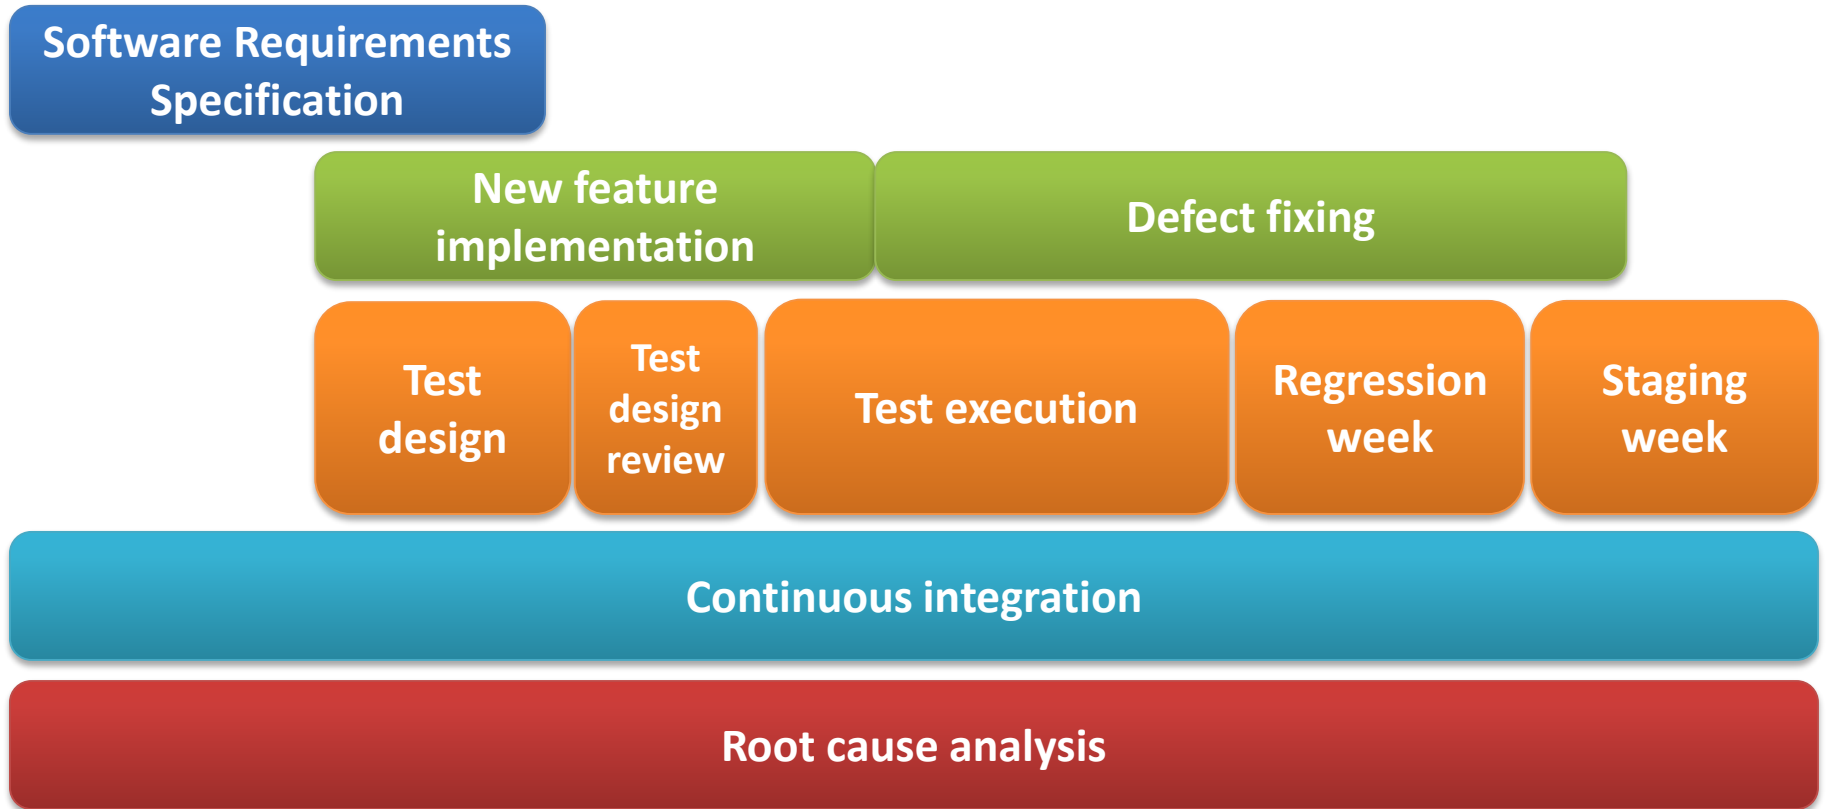 Software Requirements
Specification
New feature
implementation
Defect fixing
Test
design
Test
design
review
Test execution
Regression
week
Staging
week
Continuous integration
Root cause analysis